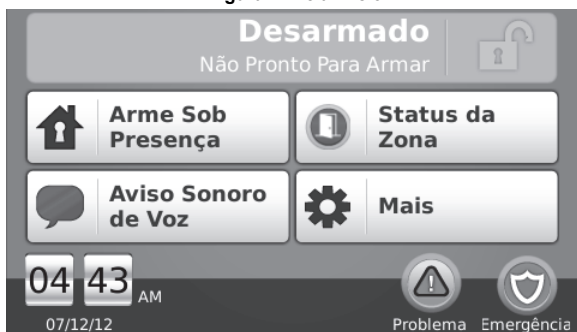 Desarmado
Não Pronto Para Armar
Arme Sob
Presença
Status da
Zona
Aviso Sonoro
de Voz
Mais
04 43 AM
07/12/12
Problema
Emergência